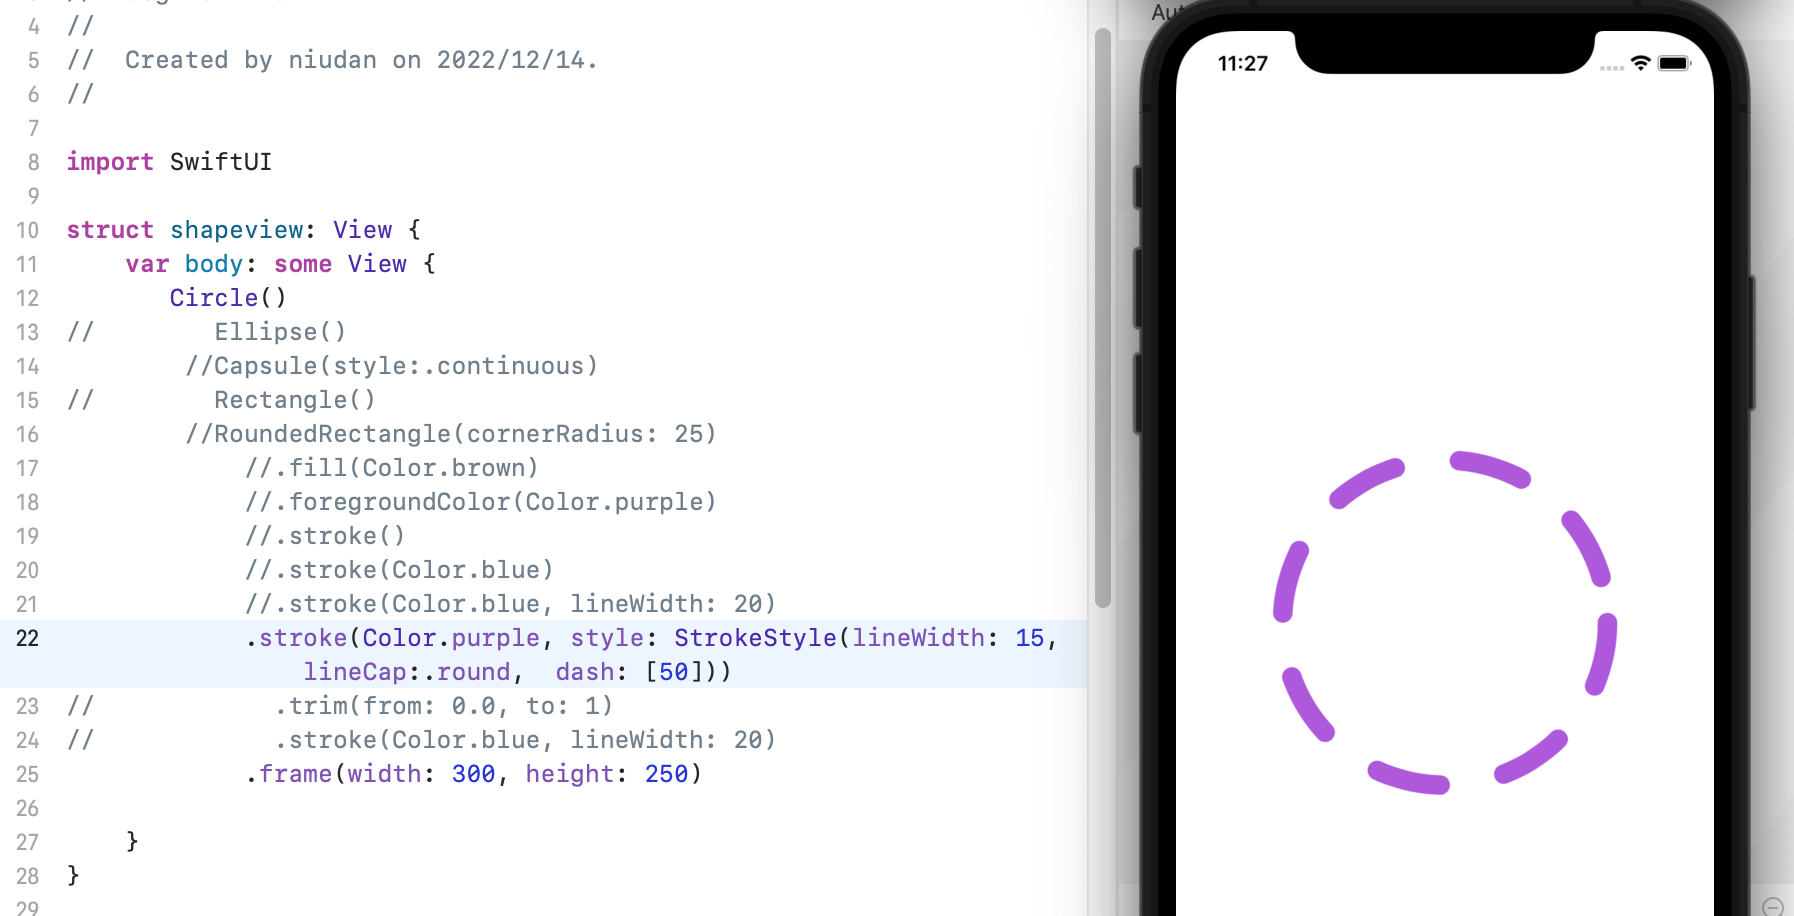 4 //
5 //  Created by niudan on 2022/12/14.
6 //
7
8 import SwiftUI
9
10 struct shapeview: View {
11     var body: some View {
12        Circle()
13 //        Ellipse()
14         //Capsule(style:.continuous)
15 //        Rectangle()
16         //RoundedRectangle(cornerRadius: 25)
17             //.fill(Color.brown)
18             //.foregroundColor(Color.purple)
19             //.stroke()
20             //.stroke(Color.blue)
21             //.stroke(Color.blue, lineWidth: 20)
22             .stroke(Color.purple, style: StrokeStyle(lineWidth: 15,
                lineCap:.round,  dash: [50]))
23 //            .trim(from: 0.0, to: 1)
24 //            .stroke(Color.blue, lineWidth: 20)
25             .frame(width: 300, height: 250)
26
27     }
28 }
29
11:27